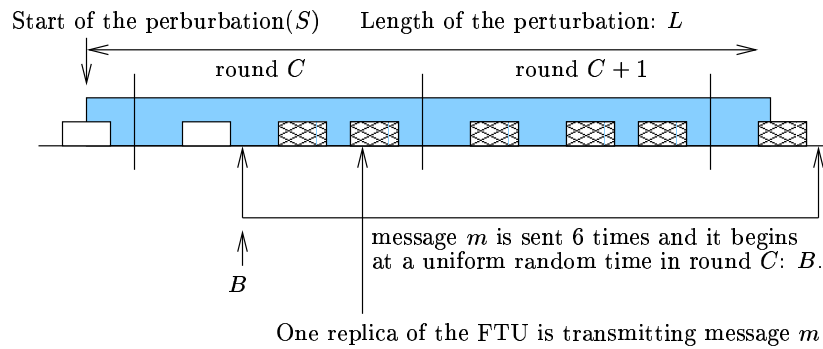 Start of the perburbation(S)
Length of the perturbation: L
round C
round C + 1
message m is sent 6 times and it begins
at a uniform random time in round C: B.
B
One replica of the FTU is transmitting message m